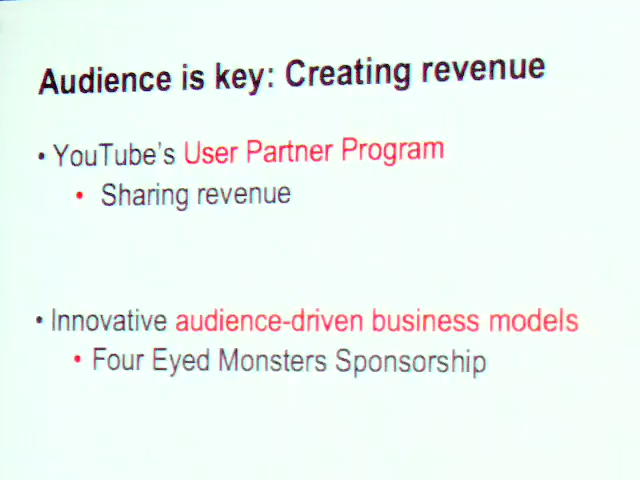 Audience is key: Creating revenue
• YouTube's User Partner Program
• Sharing revenue
• Innovative audience-driven business models
• Four Eyed Monsters Sponsorship